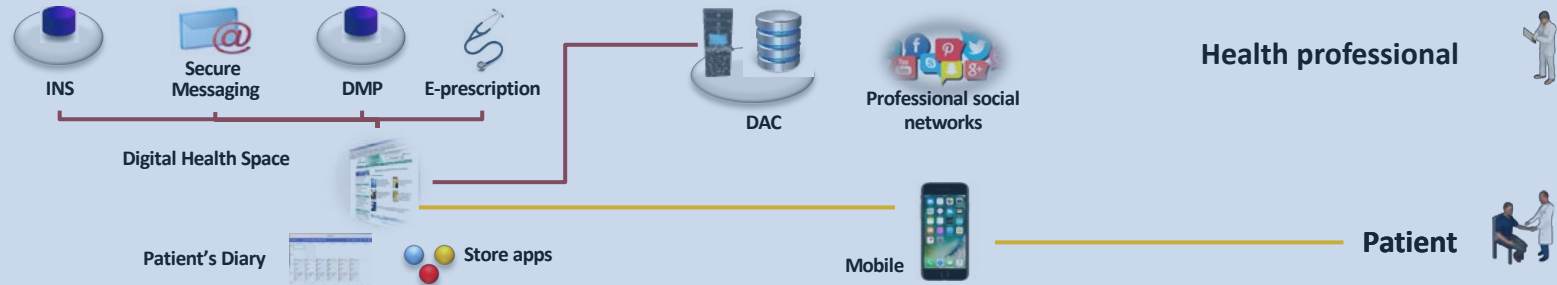 INS
Secure
Messaging
DMP
E-prescription
DAC
Professional social
networks
Health professional
Digital Health Space
Patient's Diary
Store apps
Mobile
Patient